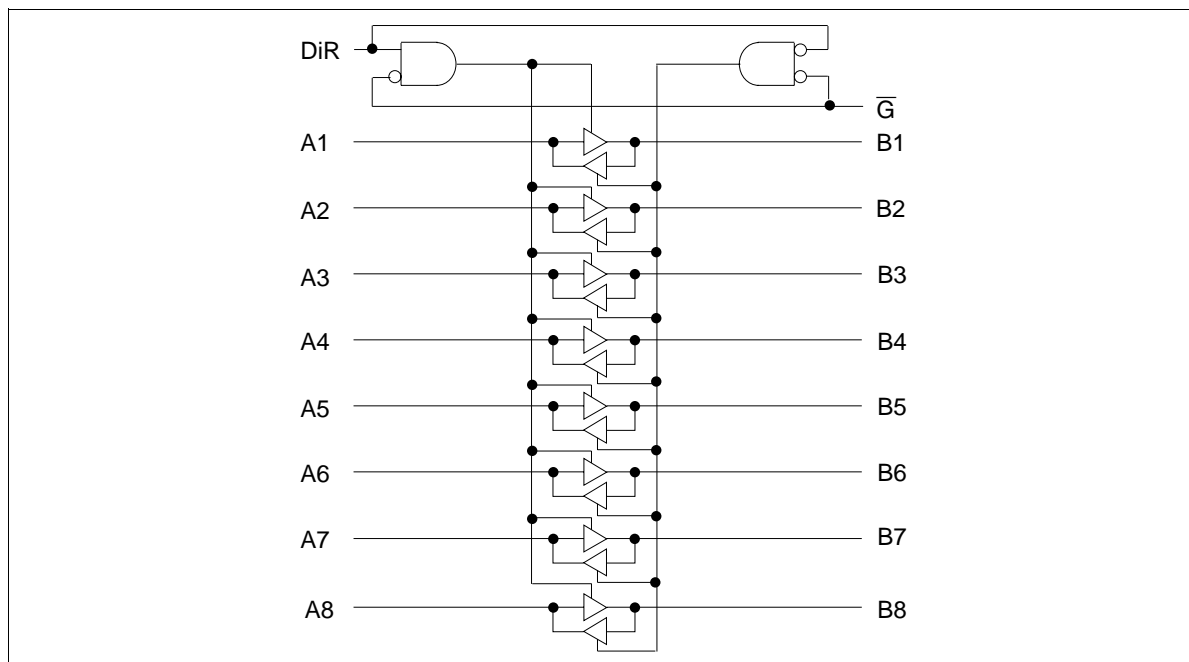 DiR
G̅
A1 B1
A2 B2
A3 B3
A4 B4
A5 B5
A6 B6
A7 B7
A8 B8